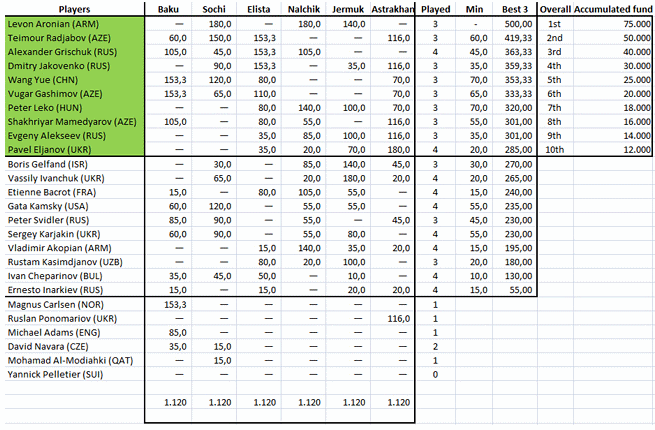 Players Baku Sochi Elista Nalchik Jermuk Astrakhan Played Min Best 3 Overall Accumulated fund
Levon Aronian (ARM) — 180,0 — 180,0 140,0 — 3 - 500,00 1st 75.000
Teimour Radjabov (AZE) 60,0 150,0 153,3 — — 116,0 3 60,0 419,33 2nd 50.000
Alexander Grischuk (RUS) 105,0 45,0 153,3 105,0 — — 4 45,0 363,33 3rd 40.000
Dmitry Jakovenko (RUS) — 90,0 153,3 — 35,0 116,0 3 35,0 359,33 4th 30.000
Wang Yue (CHN) 153,3 120,0 80,0 — — 70,0 3 70,0 353,33 5th 25.000
Vugar Gashimov (AZE) 153,3 65,0 110,0 — — 70,0 3 65,0 333,33 6th 20.000
Peter Leko (HUN) — — 80,0 140,0 100,0 70,0 3 70,0 320,00 7th 18.000
Shakhriyar Mamedyarov (AZE) 105,0 — 80,0 55,0 — 116,0 3 55,0 301,00 8th 16.000
Evgeny Alekseev (RUS) — — 35,0 85,0 100,0 116,0 3 35,0 301,00 9th 14.000
Pavel Eljanov (UKR) — — 35,0 20,0 70,0 180,0 4 20,0 285,00 10th 12.000
Boris Gelfand (ISR) — 30,0 — 85,0 140,0 45,0 3 30,0 270,00
Vassily Ivanchuk (UKR) — 65,0 — 20,0 180,0 20,0 4 20,0 265,00
Etienne Bacrot (FRA) 15,0 — 80,0 105,0 55,0 — 4 15,0 240,00
Gata Kamsky (USA) 60,0 120,0 — 55,0 55,0 — 4 55,0 235,00
Peter Svidler (RUS) 85,0 90,0 — 55,0 — 45,0 3 45,0 230,00
Sergey Karjakin (UKR) 60,0 90,0 — 55,0 80,0 — 4 55,0 230,00
Vladimir Akopian (ARM) — — 15,0 140,0 35,0 20,0 4 15,0 195,00
Rustam Kasimdjanov (UZB) — — 80,0 20,0 100,0 — 3 20,0 180,00
Ivan Cheparinov (BUL) 35,0 45,0 50,0 — 10,0 — 4 10,0 130,00
Ernesto Inarkiev (RUS) 15,0 — 15,0 — 20,0 20,0 4 15,0 55,00
Magnus Carlsen (NOR) 153,3 — — — — — 1
Ruslan Ponomariov (UKR) — — — — — 116,0 1
Michael Adams (ENG) 85,0 — — — — — 1
David Navara (CZE) 35,0 15,0 — — — — 2
Mohamad Al-Modiahki (QAT) — 15,0 — — — — 1
Yannick Pelletier (SUI) — — — — — — 0
1.120 1.120 1.120 1.120 1.120 1.120